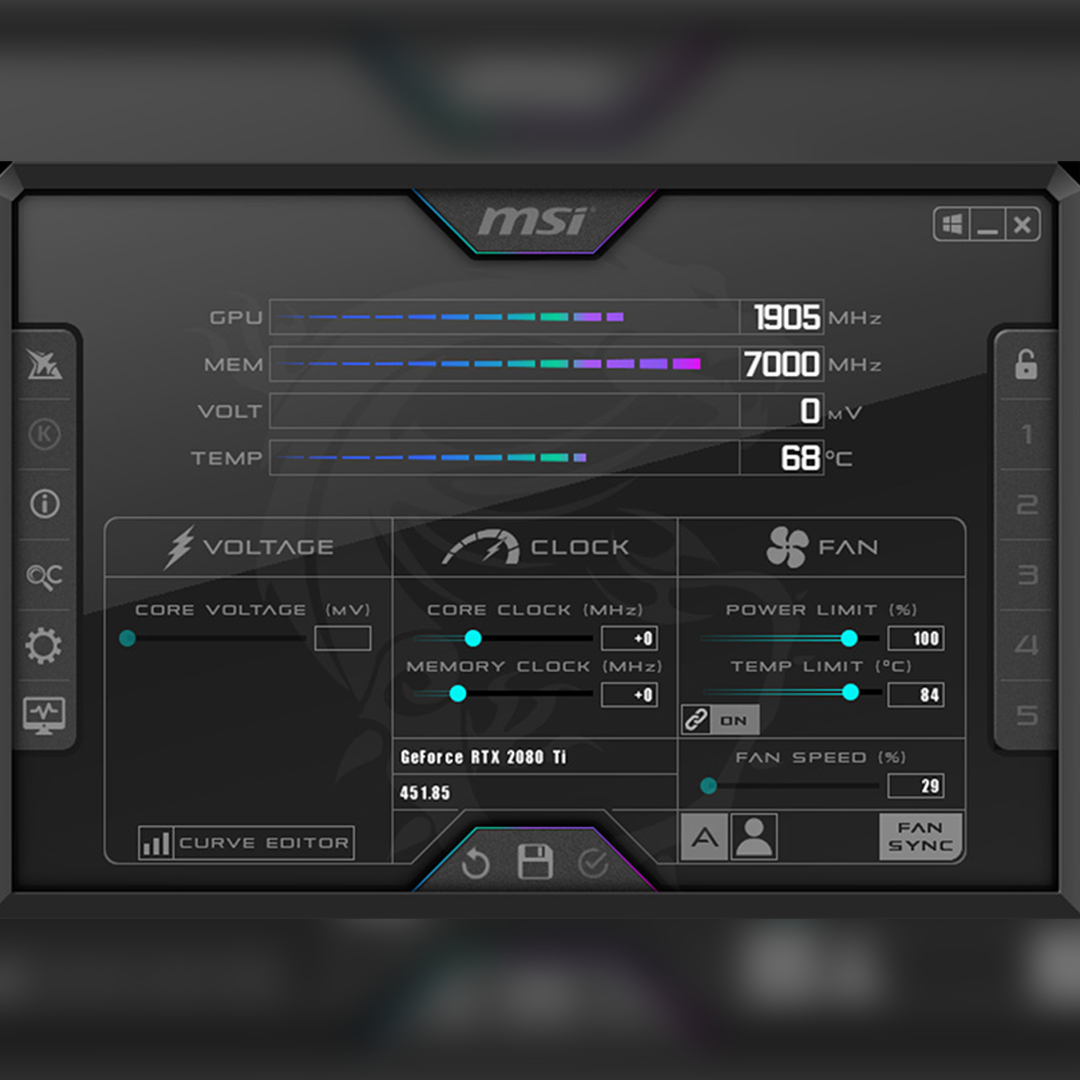 msi
GPU 1905 MHz
MEM 7000 MHz
VOLT 0 MV
TEMP 68 °C
K
i
OC
1
2
3
4
5
VOLTAGE
CORE VOLTAGE (MV)
CURVE EDITOR
CLOCK
CORE CLOCK (MHz)
+0
MEMORY CLOCK (MHz)
+0
GeForce RTX 2080 Ti
451.85
FAN
POWER LIMIT (%)
100
TEMP LIMIT (°C)
84
ON
FAN SPEED (%)
29
A
FAN
SYNC